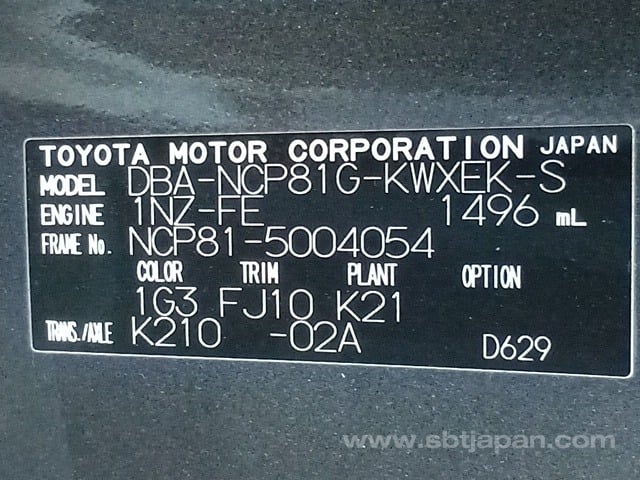 TOYOTA MOTOR CORPORATION JAPAN
MODEL DBA-NCP81G-KWXEK-S
ENGINE 1NZ-FE 1496 mL
FRAME No. NCP81-5004054
COLOR TRIM PLANT OPTION
1G3 FJ10 K21
TRANS./AXLE K210 -02A D629
www.sbtjapan.com